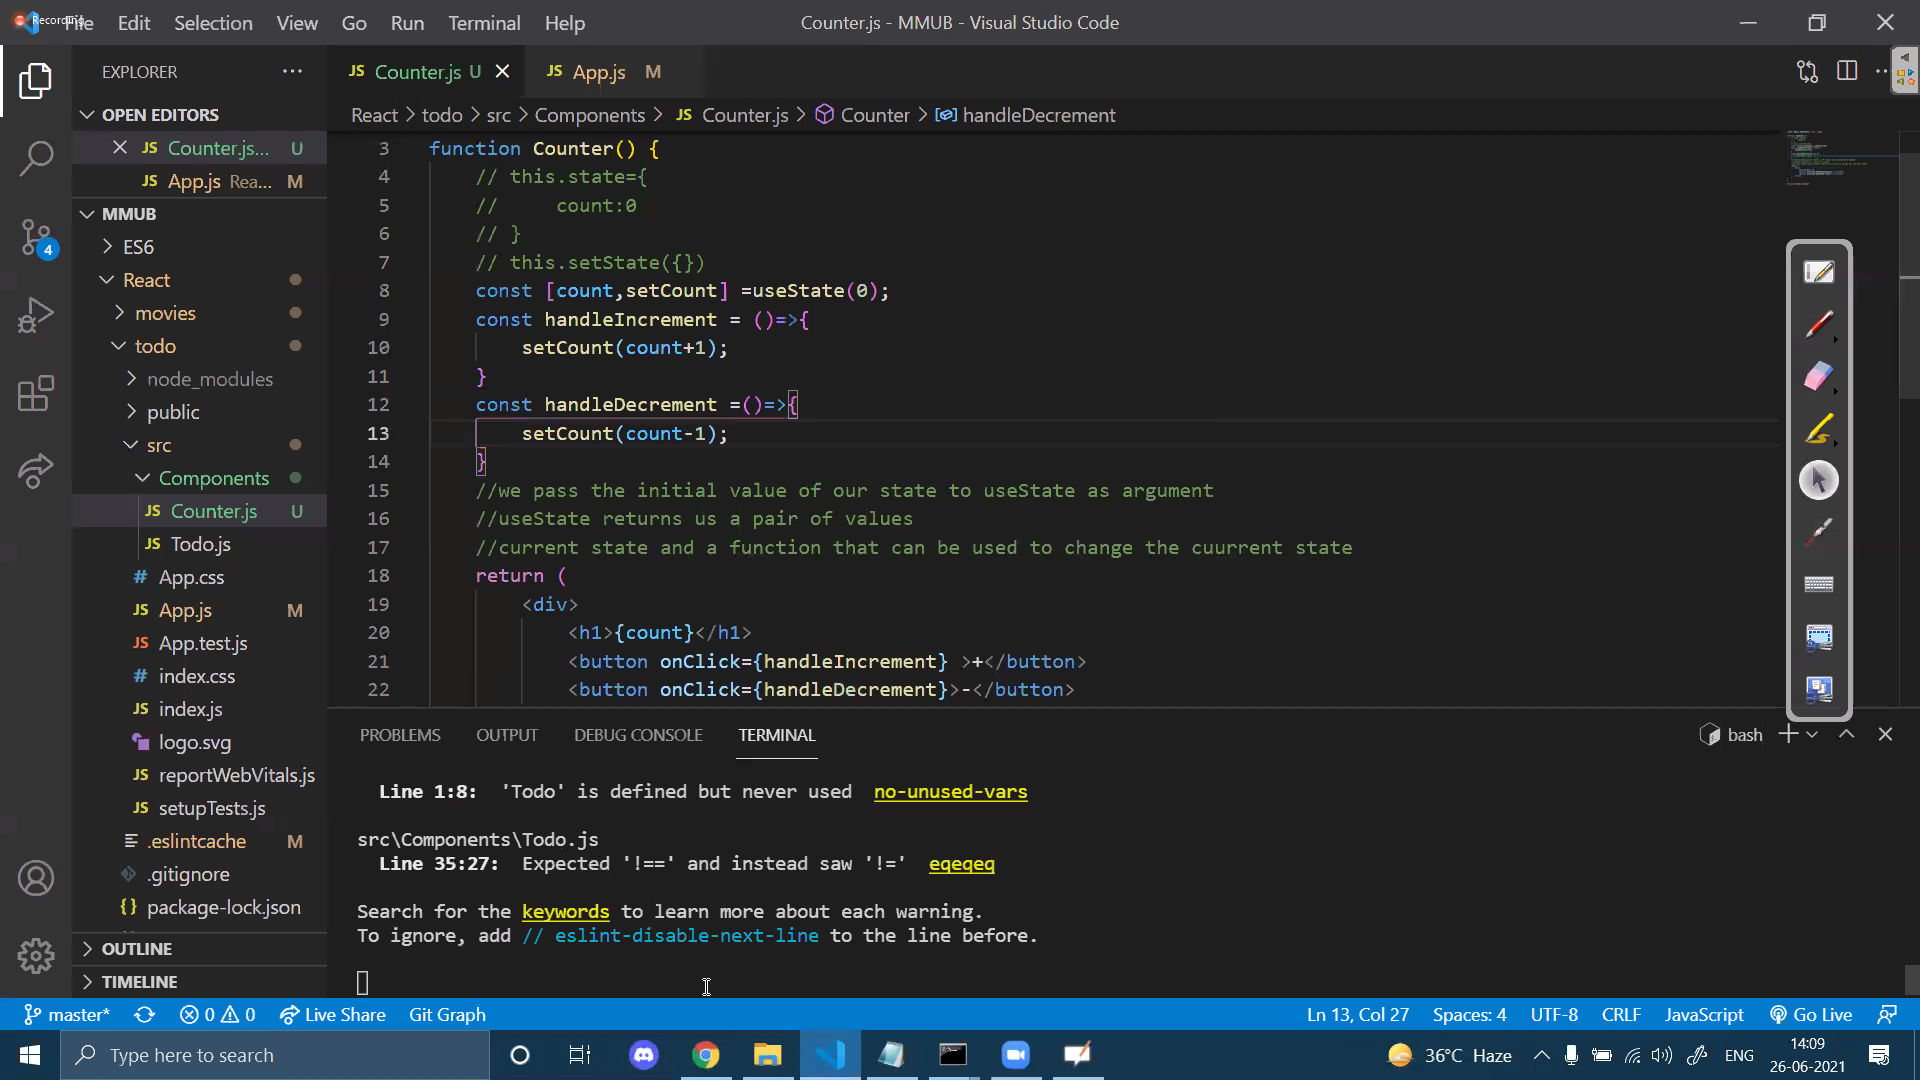 Recording
File Edit Selection View Go Run Terminal Help
Counter.js - MMUB - Visual Studio Code
EXPLORER
Counter.js U
App.js M
OPEN EDITORS
Counter.js... U
App.js Rea... M
MMUB
ES6
React
movies
todo
node_modules
public
src
Components
Counter.js U
Todo.js
App.css
App.js M
App.test.js
index.css
index.js
logo.svg
reportWebVitals.js
setupTests.js
.eslintcache M
.gitignore
package-lock.json
OUTLINE
TIMELINE
React > todo > src > Components > JS Counter.js > Counter > handleDecrement
3 function Counter() {
4 // this.state={
5 //     count:0
6 // }
7 // this.setState({})
8 const [count,setCount] =useState(0);
9 const handleIncrement = ()=>{
10 setCount(count+1);
11 }
12 const handleDecrement =()=>{
13 setCount(count-1);
14 }
15 //we pass the initial value of our state to useState as argument
16 //useState returns us a pair of values
17 //current state and a function that can be used to change the cuurrent state
18 return (
19 <div>
20 <h1>{count}</h1>
21 <button onClick={handleIncrement} >+</button>
22 <button onClick={handleDecrement}>-</button>
PROBLEMS OUTPUT DEBUG CONSOLE TERMINAL
bash
Line 1:8:  'Todo' is defined but never used  no-unused-vars
src\Components\Todo.js
Line 35:27:  Expected '!==' and instead saw '!='  eqeqeq
Search for the keywords to learn more about each warning.
To ignore, add // eslint-disable-next-line to the line before.
4
master* 0 0 Live Share Git Graph
Ln 13, Col 27 Spaces: 4 UTF-8 CRLF JavaScript Go Live
Type here to search
36°C Haze ENG
14:09
26-06-2021